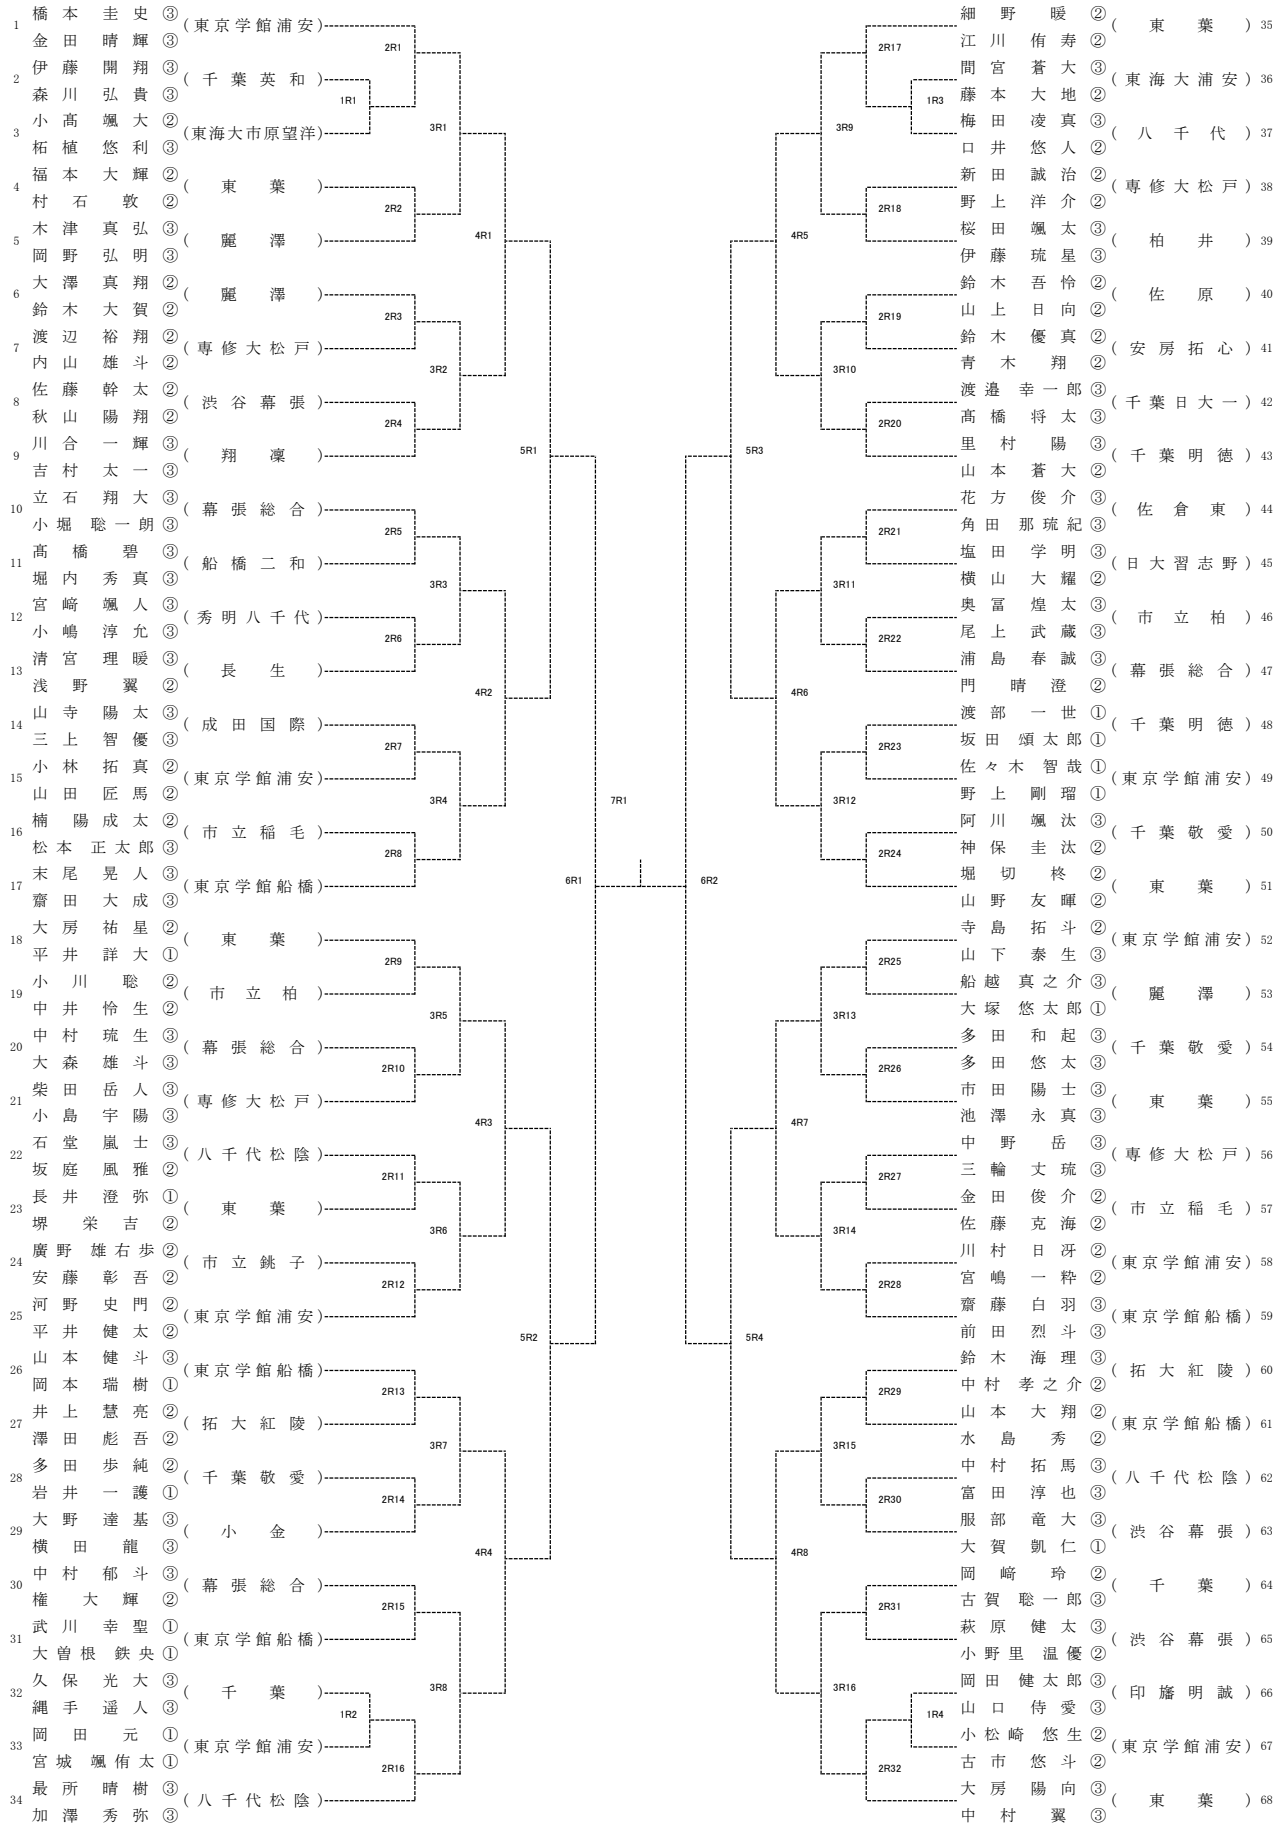 橋本 圭史 ③
1 (東京学館浦安)
金田 晴輝 ③
伊藤 開翔 ③
2 (千葉英和)
森川 弘貴 ③
小髙 颯大 ②
3 (東海大市原望洋)
柘植 悠利 ③
福本 大輝 ②
4 (東葉)
村石 敦 ②
木津 真弘 ③
5 (麗澤)
岡野 弘明 ③
大澤 真翔 ②
6 (麗澤)
鈴木 大賀 ②
渡辺 裕翔 ②
7 (専修大松戸)
内山 雄斗 ②
佐藤 幹太 ②
8 (渋谷幕張)
秋山 陽翔 ②
川合 一輝 ③
9 (翔凜)
吉村 太一 ③
立石 翔大 ③
10 (幕張総合)
小堀 聡一朗 ③
髙橋 碧 ③
11 (船橋二和)
堀内 秀真 ③
宮﨑 颯人 ③
12 (秀明八千代)
小嶋 淳允 ③
清宮 理暖 ③
13 (長生)
浅野 翼 ②
山寺 陽太 ③
14 (成田国際)
三上 智優 ③
小林 拓真 ②
15 (東京学館浦安)
山田 匠馬 ②
楠 陽成太 ②
16 (市立稲毛)
松本 正太郎 ③
末尾 晃人 ③
17 (東京学館船橋)
齋田 大成 ③
大房 祐星 ②
18 (東葉)
平井 詳大 ①
小川 聡 ②
19 (市立柏)
中井 怜生 ②
中村 琉生 ③
20 (幕張総合)
大森 雄斗 ③
柴田 岳人 ③
21 (専修大松戸)
小島 宇陽 ③
石堂 嵐士 ③
22 (八千代松陰)
坂庭 風雅 ②
長井 澄弥 ①
23 (東葉)
堺 栄吉 ②
廣野 雄右歩 ②
24 (市立銚子)
安藤 彰吾 ②
河野 史門 ②
25 (東京学館浦安)
平井 健太 ②
山本 健斗 ③
26 (東京学館船橋)
岡本 瑞樹 ①
井上 慧亮 ②
27 (拓大紅陵)
澤田 彪吾 ②
多田 歩純 ②
28 (千葉敬愛)
岩井 一護 ①
大野 達基 ③
29 (小金)
横田 龍 ③
中村 郁斗 ③
30 (幕張総合)
権 大輝 ②
武川 幸聖 ①
31 (東京学館船橋)
大曽根 鉄央 ①
久保 光大 ③
32 (千葉)
縄手 遥人 ③
岡田 元 ①
33 (東京学館浦安)
宮城 颯侑太 ①
最所 晴樹 ③
34 (八千代松陰)
加澤 秀弥 ③
1R1
1R2
2R1
2R2
2R3
2R4
2R5
2R6
2R7
2R8
2R9
2R10
2R11
2R12
2R13
2R14
2R15
2R16
3R1
3R2
3R3
3R4
3R5
3R6
3R7
3R8
4R1
4R2
4R3
4R4
5R1
5R2
6R1
7R1
6R2
5R3
5R4
4R5
4R6
4R7
4R8
3R9
3R10
3R11
3R12
3R13
3R14
3R15
3R16
2R17
2R18
2R19
2R20
2R21
2R22
2R23
2R24
2R25
2R26
2R27
2R28
2R29
2R30
2R31
2R32
1R3
1R4
細野 暖 ②
(東葉) 35
江川 侑寿 ②
間宮 蒼大 ③
(東海大浦安) 36
藤本 大地 ②
梅田 凌真 ③
(八千代) 37
口井 悠人 ②
新田 誠治 ②
(専修大松戸) 38
野上 洋介 ②
桜田 颯太 ③
(柏井) 39
伊藤 琉星 ③
鈴木 吾怜 ②
(佐原) 40
山上 日向 ②
鈴木 優真 ②
(安房拓心) 41
青木 翔 ②
渡邉 幸一郎 ③
(千葉日大一) 42
髙橋 将太 ③
里村 陽 ③
(千葉明徳) 43
山本 蒼大 ②
花方 俊介 ③
(佐倉東) 44
角田 那琉紀 ③
塩田 学明 ③
(日大習志野) 45
横山 大耀 ②
奥冨 煌太 ③
(市立柏) 46
尾上 武蔵 ③
浦島 春誠 ③
(幕張総合) 47
門 晴澄 ②
渡部 一世 ①
(千葉明徳) 48
坂田 頌太郎 ①
佐々木 智哉 ①
(東京学館浦安) 49
野上 剛瑠 ①
阿川 颯汰 ③
(千葉敬愛) 50
神保 圭汰 ②
堀切 柊 ②
(東葉) 51
山野 友暉 ②
寺島 拓斗 ②
(東京学館浦安) 52
山下 泰生 ③
船越 真之介 ③
(麗澤) 53
大塚 悠太郎 ①
多田 和起 ③
(千葉敬愛) 54
多田 悠太 ③
市田 陽士 ③
(東葉) 55
池澤 永真 ③
中野 岳 ③
(専修大松戸) 56
三輪 丈琉 ③
金田 俊介 ②
(市立稲毛) 57
佐藤 克海 ②
川村 日冴 ②
(東京学館浦安) 58
宮嶋 一粋 ②
齋藤 白羽 ③
(東京学館船橋) 59
前田 烈斗 ③
鈴木 海理 ③
(拓大紅陵) 60
中村 孝之介 ②
山本 大翔 ②
(東京学館船橋) 61
水島 秀 ②
中村 拓馬 ③
(八千代松陰) 62
富田 淳也 ③
服部 竜大 ③
(渋谷幕張) 63
大賀 凱仁 ①
岡﨑 玲 ②
(千葉) 64
古賀 聡一郎 ③
萩原 健太 ③
(渋谷幕張) 65
小野里 温優 ②
岡田 健太郎 ③
(印旛明誠) 66
山口 侍愛 ③
小松崎 悠生 ②
(東京学館浦安) 67
古市 悠斗 ②
大房 陽向 ③
(東葉) 68
中村 翼 ③